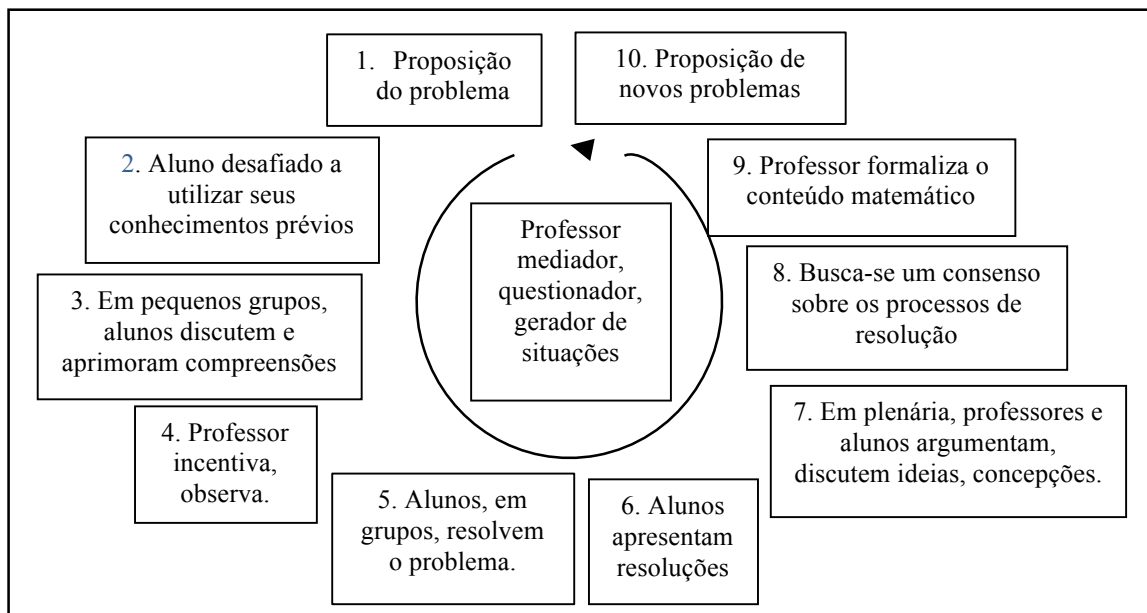 1. Proposição
do problema
10. Proposição de
novos problemas
2. Aluno desafiado a
utilizar seus
conhecimentos prévios
9. Professor formaliza o
conteúdo matemático
Professor
mediador,
questionador,
gerador de
situações
3. Em pequenos grupos,
alunos discutem e
aprimoram compreensões
8. Busca-se um consenso
sobre os processos de
resolução
4. Professor
incentiva,
observa.
7. Em plenária, professores e
alunos argumentam,
discutem ideias, concepções.
5. Alunos, em
grupos, resolvem
o problema.
6. Alunos
apresentam
resoluções